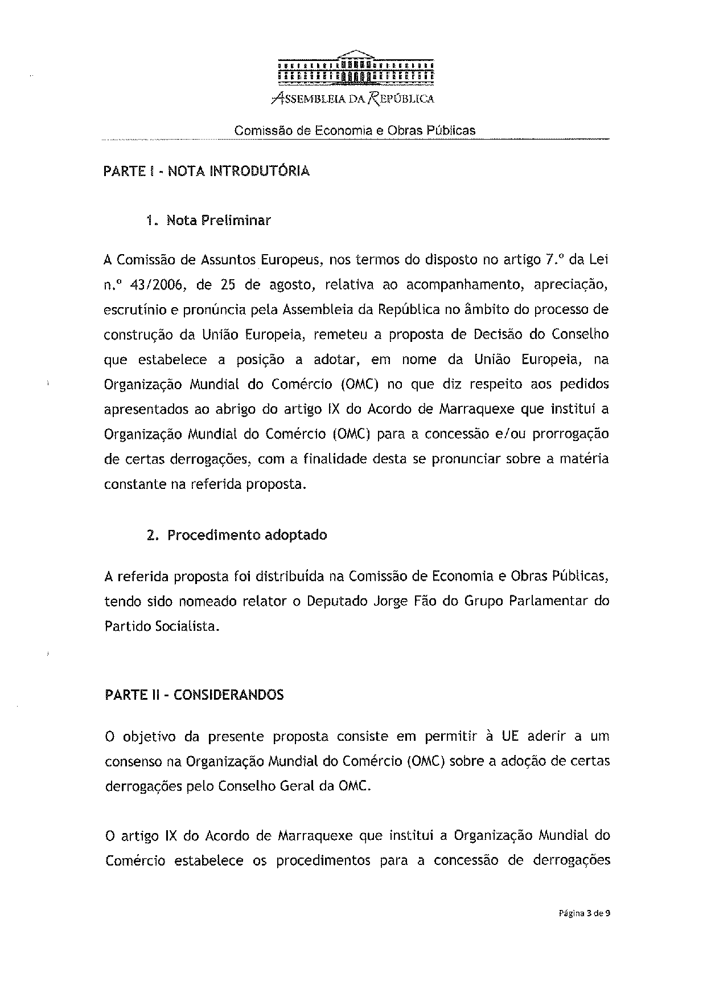 ASSEMBLEIA DA REPÚBLICA
Comissão de Economia e Obras Públicas
PARTE I - NOTA INTRODUTÓRIA
1. Nota Preliminar
A Comissão de Assuntos Europeus, nos termos do disposto no artigo 7.º da Lei
n.º 43/2006, de 25 de agosto, relativa ao acompanhamento, apreciação,
escrutínio e pronúncia pela Assembleia da República no âmbito do processo de
construção da União Europeia, remeteu a proposta de Decisão do Conselho
que estabelece a posição a adotar, em nome da União Europeia, na
Organização Mundial do Comércio (OMC) no que diz respeito aos pedidos
apresentados ao abrigo do artigo IX do Acordo de Marraquexe que institui a
Organização Mundial do Comércio (OMC) para a concessão e/ou prorrogação
de certas derrogações, com a finalidade desta se pronunciar sobre a matéria
constante na referida proposta.
2. Procedimento adoptado
A referida proposta foi distribuída na Comissão de Economia e Obras Públicas,
tendo sido nomeado relator o Deputado Jorge Fão do Grupo Parlamentar do
Partido Socialista.
PARTE II - CONSIDERANDOS
O objetivo da presente proposta consiste em permitir à UE aderir a um
consenso na Organização Mundial do Comércio (OMC) sobre a adoção de certas
derrogações pelo Conselho Geral da OMC.
O artigo IX do Acordo de Marraquexe que institui a Organização Mundial do
Comércio estabelece os procedimentos para a concessão de derrogações
Página 3 de 9